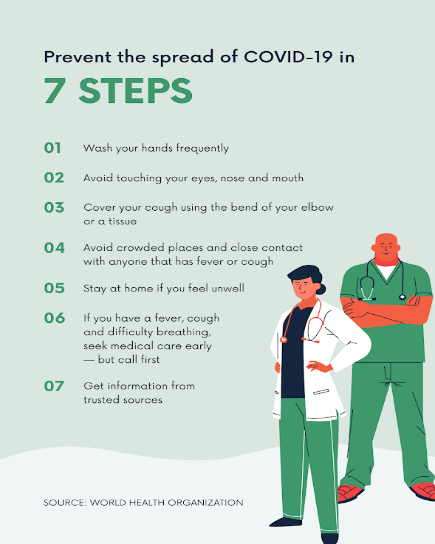 Prevent the spread of COVID-19 in
7 STEPS
01 Wash your hands frequently
02 Avoid touching your eyes, nose and mouth
03 Cover your cough using the bend of your elbow
or a tissue
04 Avoid crowded places and close contact
with anyone that has fever or cough
05 Stay at home if you feel unwell
06 If you have a fever, cough
and difficulty breathing,
seek medical care early
— but call first
07 Get information from
trusted sources
SOURCE: WORLD HEALTH ORGANIZATION